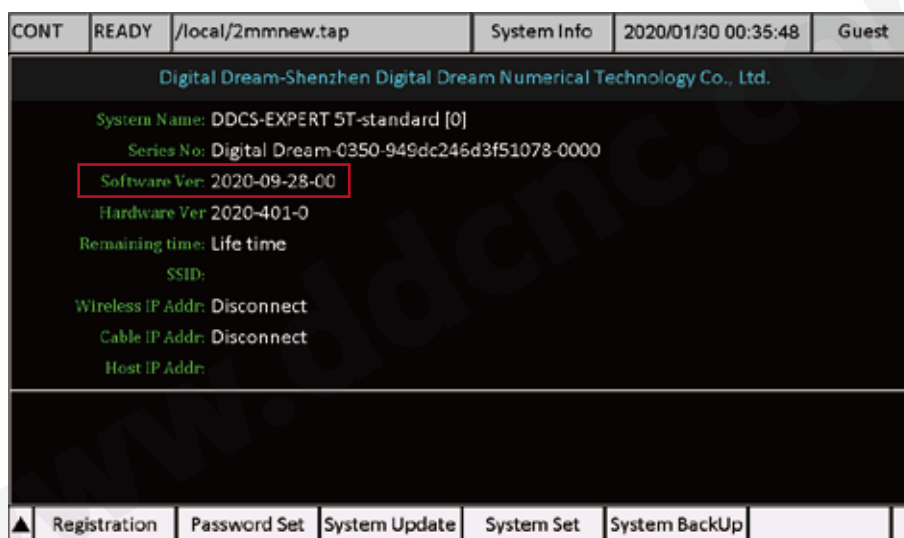 CONT READY /local/2mmnew.tap System Info 2020/01/30 00:35:48 Guest
Digital Dream-Shenzhen Digital Dream Numerical Technology Co., Ltd.
System Name: DDCS-EXPERT 5T-standard [0]
Series No: Digital Dream-0350-949dc246d3f51078-0000
Software Ver: 2020-09-28-00
Hardware Ver 2020-401-0
Remaining time: Life time
SSID:
Wireless IP Addr: Disconnect
Cable IP Addr: Disconnect
Host IP Addr:
www.ddcnc.com
▲ Registration Password Set System Update System Set System BackUp